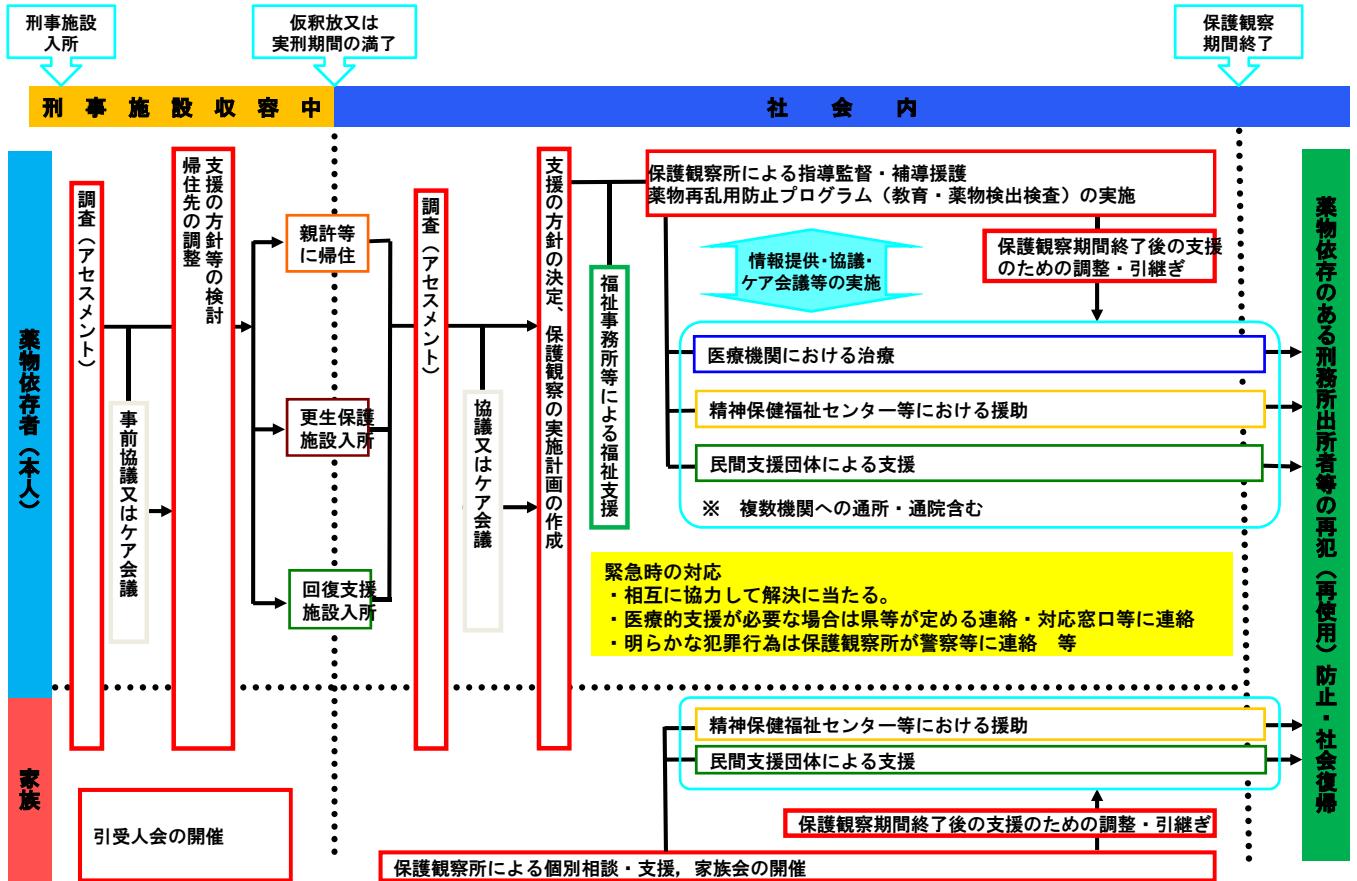 刑事施設
入所
仮釈放又は
実刑期間の満了
保護観察
期間終了
刑事施設収容中
社会内
薬物依存者（本人）
調査（アセスメント）
事前協議又はケア会議
支援の方針等の検討
帰住先の調整
親許等
に帰住
更生保護
施設入所
回復支援
施設入所
調査（アセスメント）
協議又はケア会議
支援の方針の決定、保護観察の実施計画の作成
福祉事務所等による福祉支援
保護観察所による指導監督・補導援護
薬物再乱用防止プログラム（教育・薬物検出検査）の実施
情報提供・協議・
ケア会議等の実施
保護観察期間終了後の支援
のための調整・引継ぎ
医療機関における治療
精神保健福祉センター等における援助
民間支援団体による支援
※　複数機関への通所・通院含む
緊急時の対応
・相互に協力して解決に当たる。
・医療的支援が必要な場合は県等が定める連絡・対応窓口等に連絡
・明らかな犯罪行為は保護観察所が警察等に連絡　等
薬物依存のある刑務所出所者等の再犯（再使用）防止・社会復帰
家族
引受人会の開催
精神保健福祉センター等における援助
民間支援団体による支援
保護観察期間終了後の支援のための調整・引継ぎ
保護観察所による個別相談・支援，家族会の開催